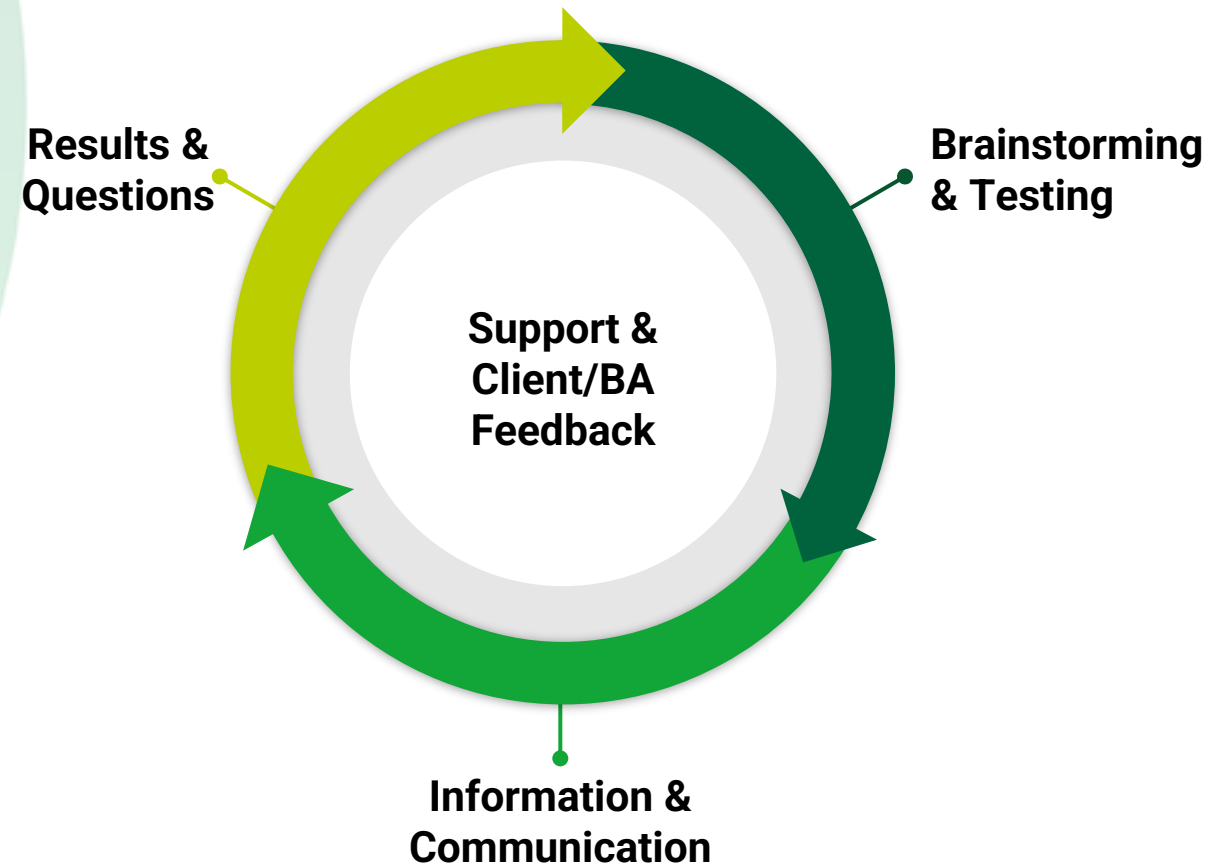 Results &
Questions
Brainstorming
& Testing
Support &
Client/BA
Feedback
Information &
Communication